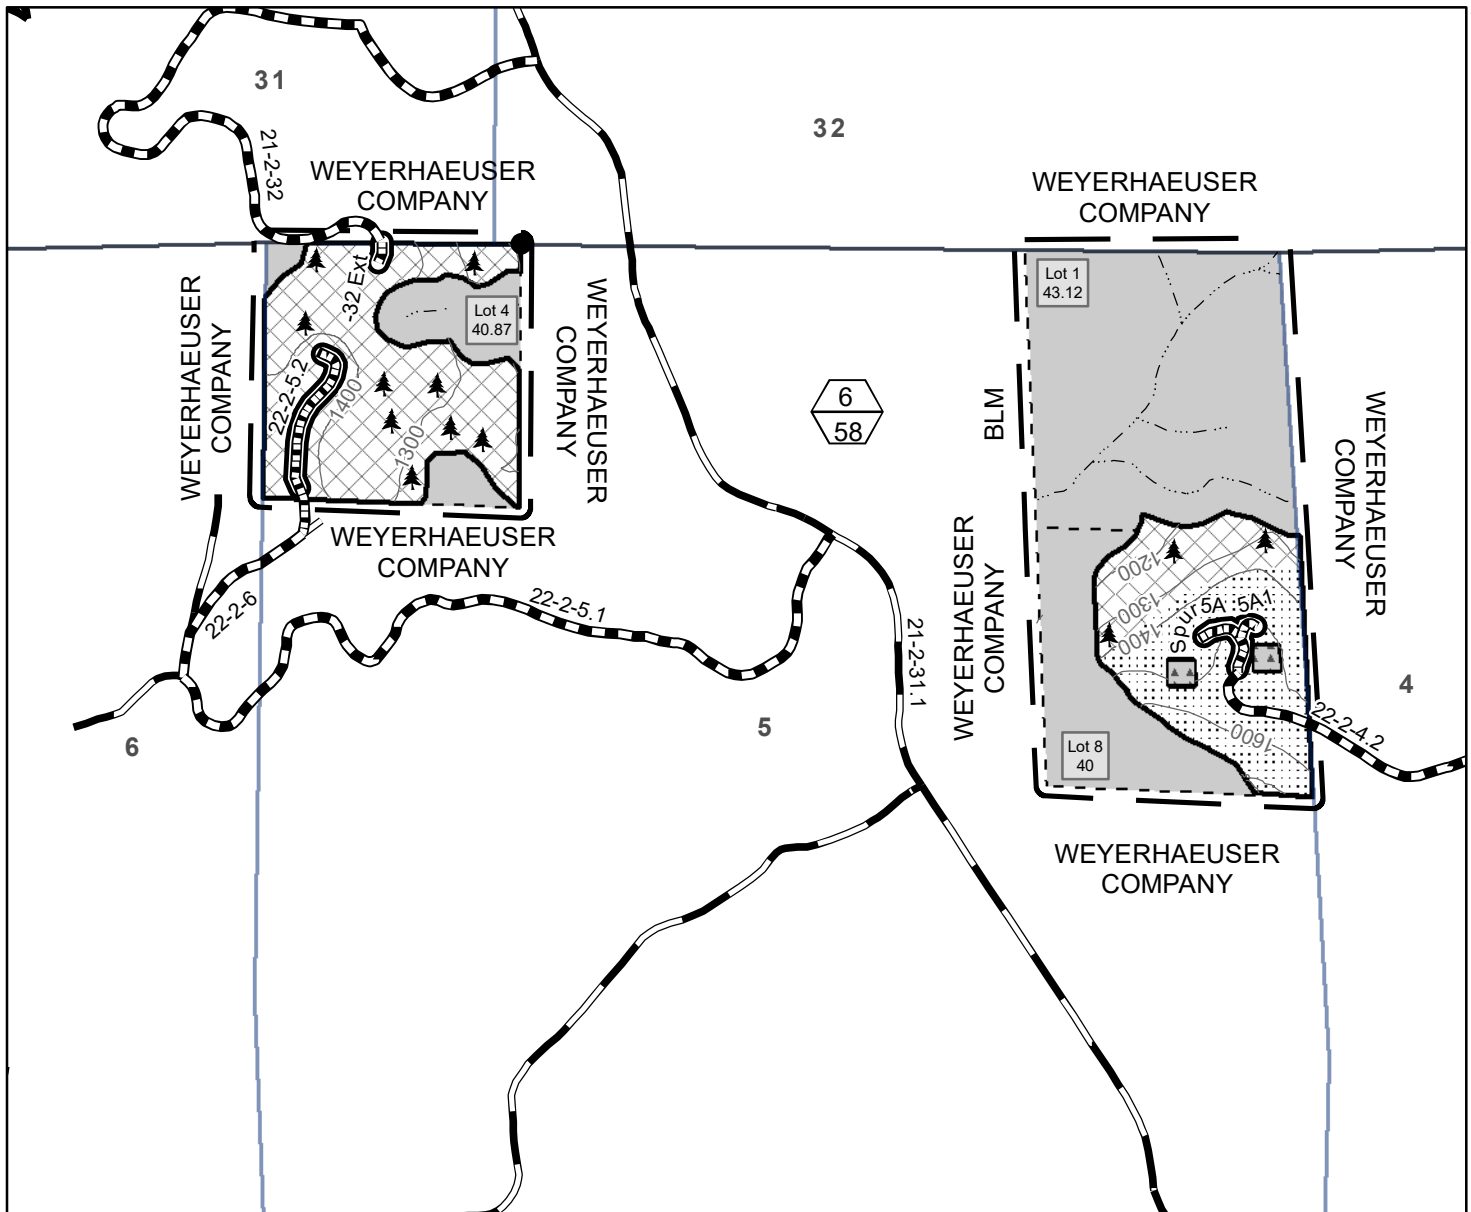 31
32
21-2-32
WEYERHAEUSER
COMPANY
WEYERHAEUSER
COMPANY
-32 Ext
Lot 4
40.87
Lot 1
43.12
WEYERHAEUSER
COMPANY
WEYERHAEUSER
COMPANY
22-2-5.2
1400
1300
6
58
BLM
WEYERHAEUSER
COMPANY
WEYERHAEUSER
COMPANY
WEYERHAEUSER
COMPANY
1200
1300
1400
Spur 5A
5A1
22-2-6
22-2-5.1
21-2-31.1
4
6
5
1600
22-2-4.2
Lot 8
40
WEYERHAEUSER
COMPANY